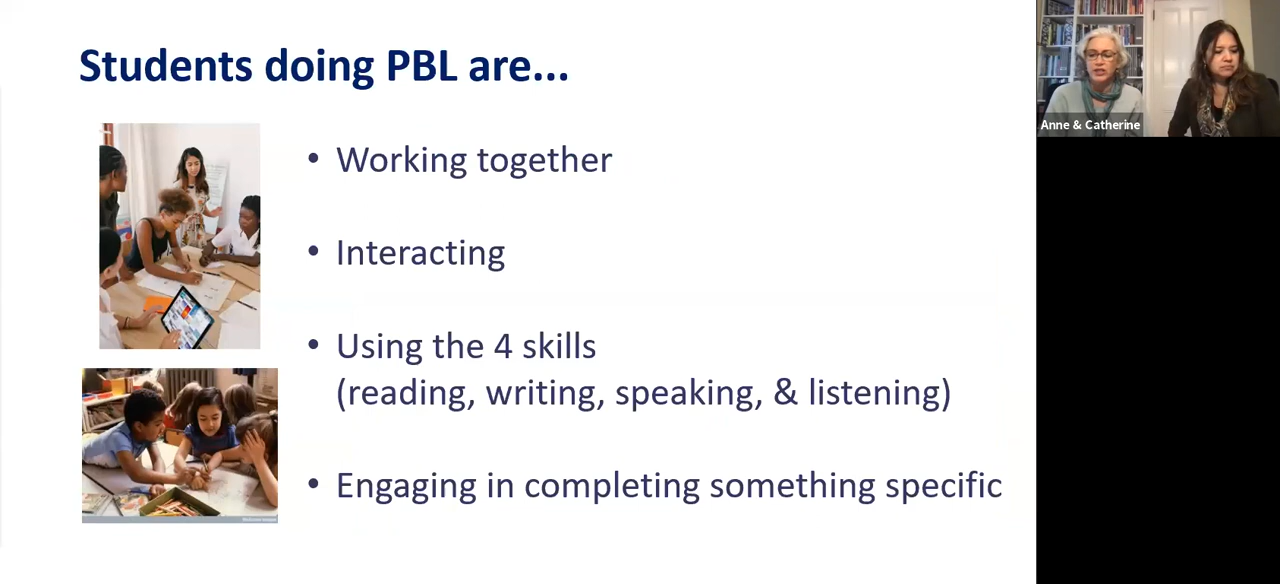 Students doing PBL are...
• Working together
• Interacting
• Using the 4 skills
(reading, writing, speaking, & listening)
• Engaging in completing something specific
Anne & Catherine